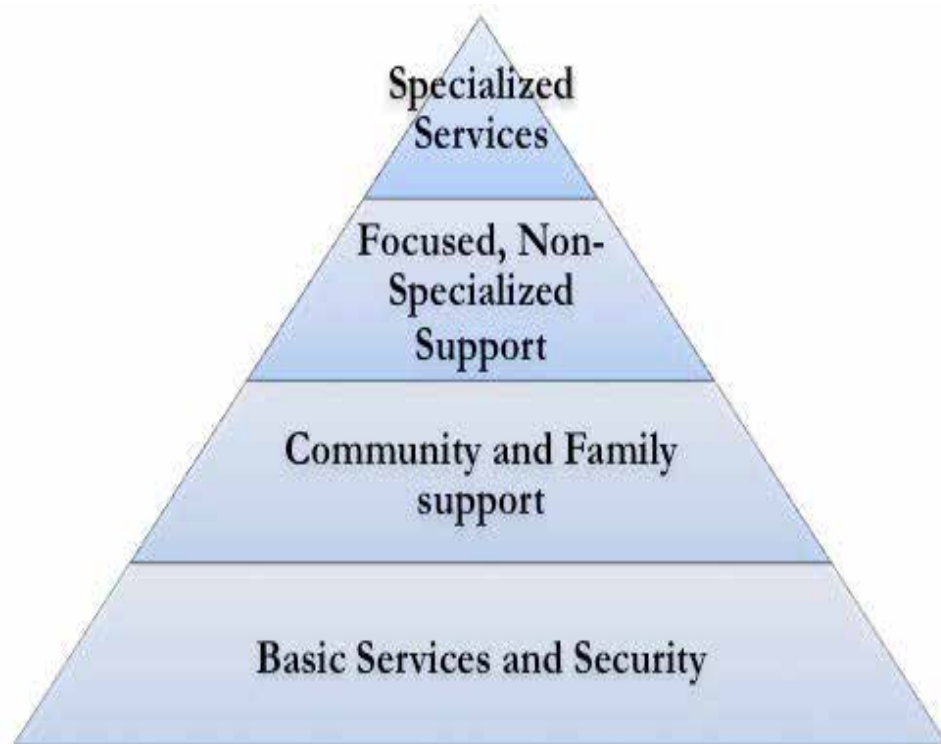 Specialized
Services
Focused, Non-
Specialized
Support
Community and Family
support
Basic Services and Security